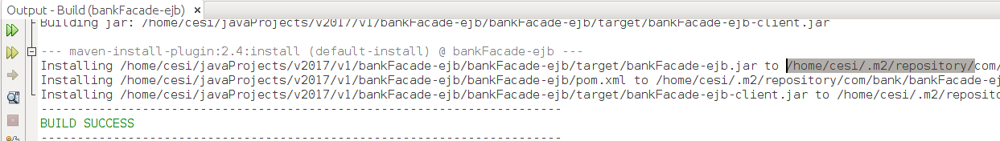 Output - Build (bankFacade-ejb) ×
Building jar: /home/cesi/javaProjects/v2017/v1/bankFacade-ejb/bankFacade-ejb/target/bankFacade-ejb-client.jar
--- maven-install-plugin:2.4:install (default-install) @ bankFacade-ejb ---
Installing /home/cesi/javaProjects/v2017/v1/bankFacade-ejb/bankFacade-ejb/target/bankFacade-ejb.jar to /home/cesi/.m2/repository/com/
Installing /home/cesi/javaProjects/v2017/v1/bankFacade-ejb/bankFacade-ejb/pom.xml to /home/cesi/.m2/repository/com/bank/bankFacade-ej
Installing /home/cesi/javaProjects/v2017/v1/bankFacade-ejb/bankFacade-ejb/target/bankFacade-ejb-client.jar to /home/cesi/.m2/reposito
------------------------------------------------------------------------
BUILD SUCCESS
------------------------------------------------------------------------